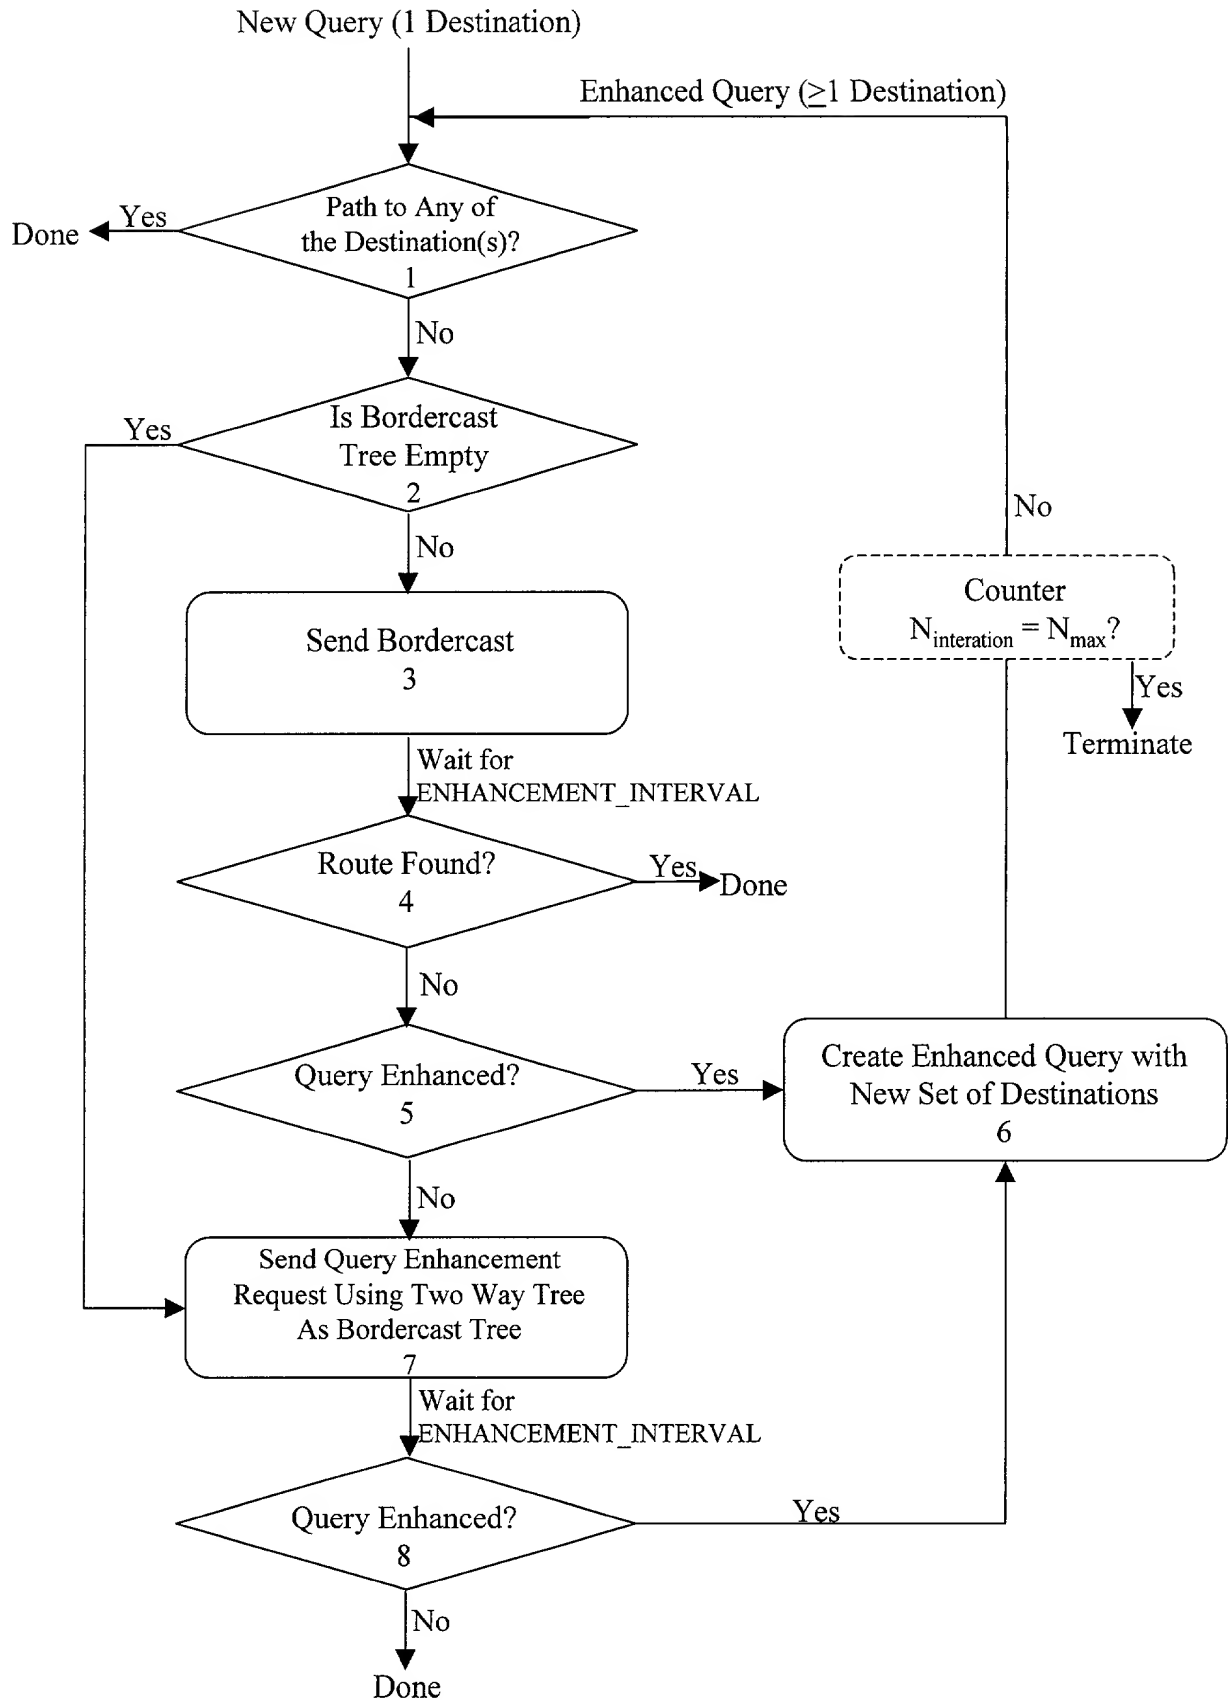 New Query (1 Destination)
Enhanced Query (≥1 Destination)
Path to Any of
the Destination(s)?
1
Yes
Done
No
Is Bordercast
Tree Empty
2
Yes
No
No
Counter
N_interation = N_max?
Yes
Terminate
Send Bordercast
3
Wait for
ENHANCEMENT_INTERVAL
Route Found?
4
Yes
Done
No
Query Enhanced?
5
Yes
Create Enhanced Query with
New Set of Destinations
6
No
Send Query Enhancement
Request Using Two Way Tree
As Bordercast Tree
7
Wait for
ENHANCEMENT_INTERVAL
Query Enhanced?
8
Yes
No
Done